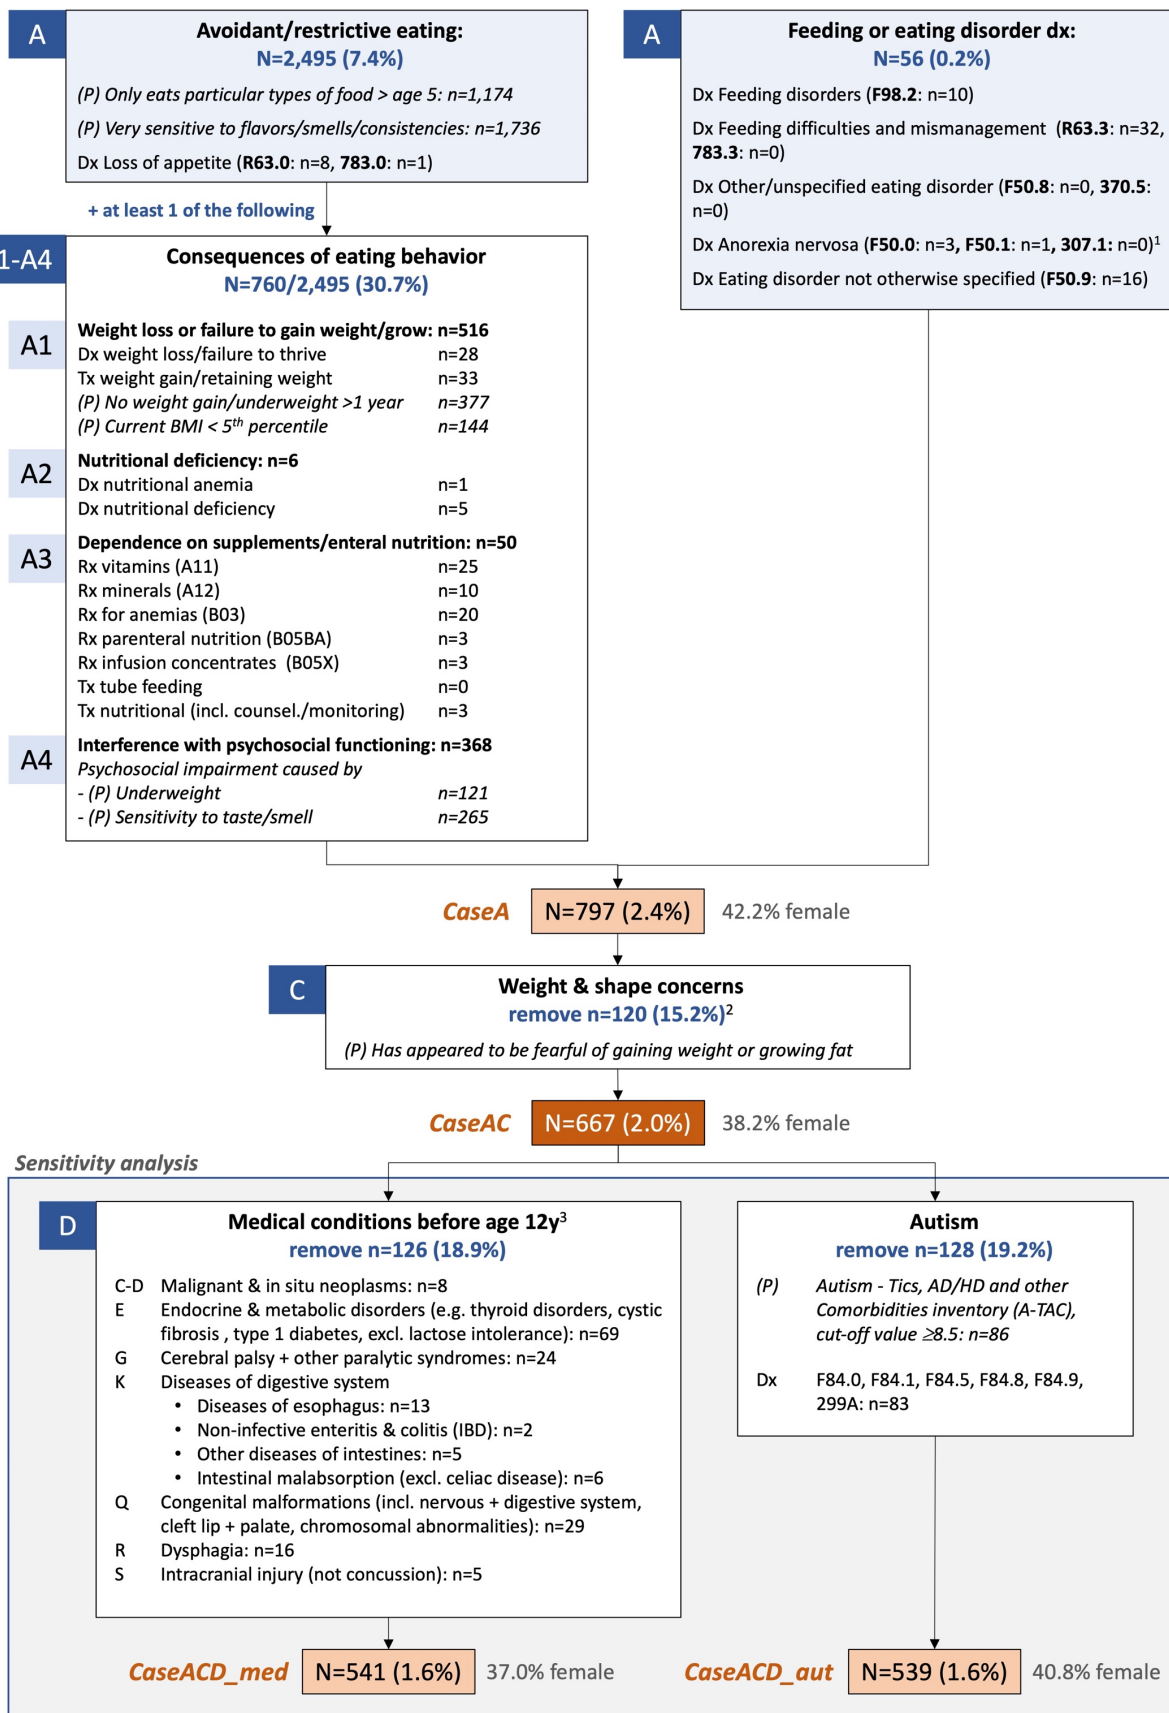 A
Avoidant/restrictive eating:
N=2,495 (7.4%)
(P) Only eats particular types of food > age 5: n=1,174
(P) Very sensitive to flavors/smells/consistencies: n=1,736
Dx Loss of appetite (R63.0: n=8, 783.0: n=1)
A
Feeding or eating disorder dx:
N=56 (0.2%)
Dx Feeding disorders (F98.2: n=10)
Dx Feeding difficulties and mismanagement (R63.3: n=32,
783.3: n=0)
Dx Other/unspecified eating disorder (F50.8: n=0, 370.5:
n=0)
Dx Anorexia nervosa (F50.0: n=3, F50.1: n=1, 307.1: n=0)¹
Dx Eating disorder not otherwise specified (F50.9: n=16)
+ at least 1 of the following
1-A4
Consequences of eating behavior
N=760/2,495 (30.7%)
A1
Weight loss or failure to gain weight/grow: n=516
Dx weight loss/failure to thrive n=28
Tx weight gain/retaining weight n=33
(P) No weight gain/underweight >1 year n=377
(P) Current BMI < 5th percentile n=144
A2
Nutritional deficiency: n=6
Dx nutritional anemia n=1
Dx nutritional deficiency n=5
A3
Dependence on supplements/enteral nutrition: n=50
Rx vitamins (A11) n=25
Rx minerals (A12) n=10
Rx for anemias (B03) n=20
Rx parenteral nutrition (B05BA) n=3
Rx infusion concentrates (B05X) n=3
Tx tube feeding n=0
Tx nutritional (incl. counsel./monitoring) n=3
A4
Interference with psychosocial functioning: n=368
Psychosocial impairment caused by
- (P) Underweight n=121
- (P) Sensitivity to taste/smell n=265
CaseA N=797 (2.4%) 42.2% female
C
Weight & shape concerns
remove n=120 (15.2%)²
(P) Has appeared to be fearful of gaining weight or growing fat
CaseAC N=667 (2.0%) 38.2% female
Sensitivity analysis
D
Medical conditions before age 12y³
remove n=126 (18.9%)
C-D Malignant & in situ neoplasms: n=8
E Endocrine & metabolic disorders (e.g. thyroid disorders, cystic
fibrosis , type 1 diabetes, excl. lactose intolerance): n=69
G Cerebral palsy + other paralytic syndromes: n=24
K Diseases of digestive system
• Diseases of esophagus: n=13
• Non-infective enteritis & colitis (IBD): n=2
• Other diseases of intestines: n=5
• Intestinal malabsorption (excl. celiac disease): n=6
Q Congenital malformations (incl. nervous + digestive system,
cleft lip + palate, chromosomal abnormalities): n=29
R Dysphagia: n=16
S Intracranial injury (not concussion): n=5
Autism
remove n=128 (19.2%)
(P) Autism - Tics, AD/HD and other
Comorbidities inventory (A-TAC),
cut-off value ≥8.5: n=86
Dx F84.0, F84.1, F84.5, F84.8, F84.9,
299A: n=83
CaseACD_med N=541 (1.6%) 37.0% female
CaseACD_aut N=539 (1.6%) 40.8% female